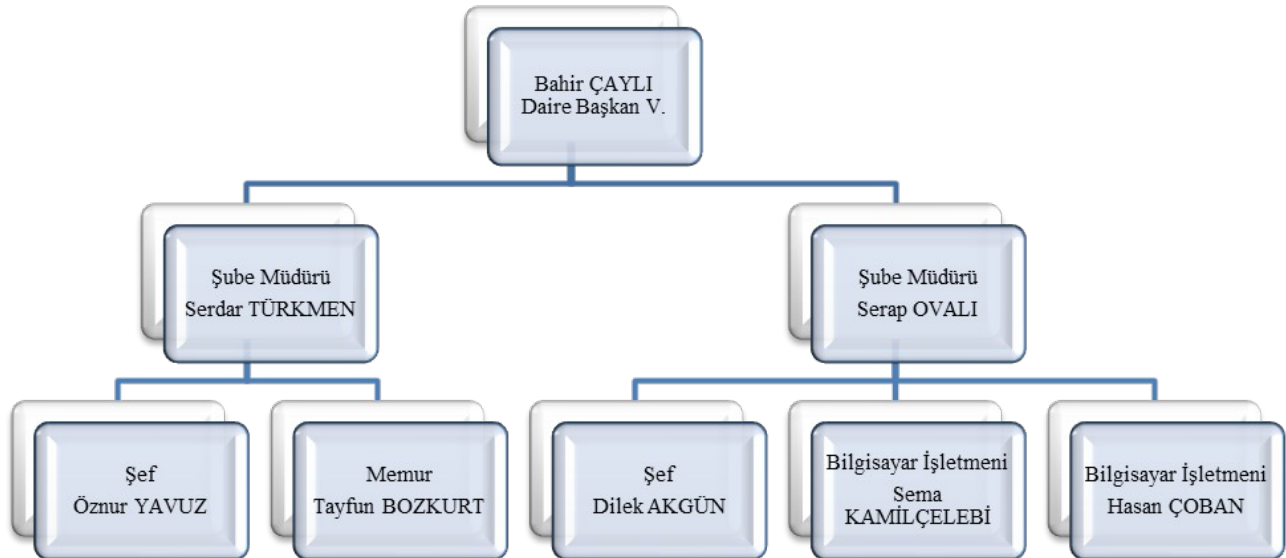 Bahir ÇAYLI
Daire Başkan V.
Şube Müdürü
Serdar TÜRKMEN
Şube Müdürü
Serap OVALI
Şef
Öznur YAVUZ
Memur
Tayfun BOZKURT
Şef
Dilek AKGÜN
Bilgisayar İşletmeni
Sema
KAMİLÇELEBİ
Bilgisayar İşletmeni
Hasan ÇOBAN